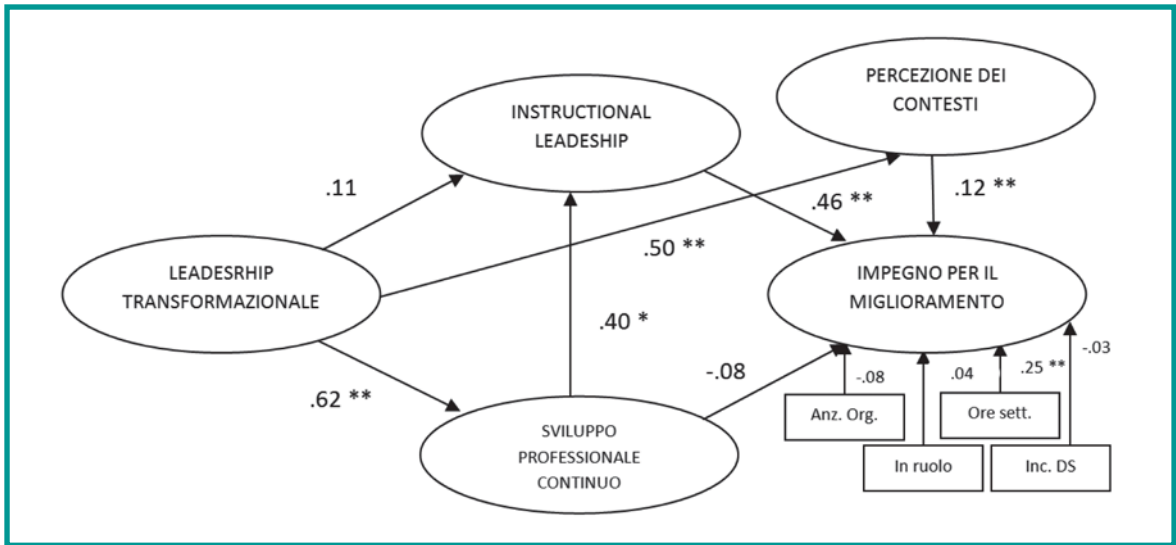 PERCEZIONE DEI
CONTESTI
INSTRUCTIONAL
LEADESHIP
.11
.46 **
.12 **
.50 **
LEADESRHIP
TRANSFORMAZIONALE
IMPEGNO PER IL
MIGLIORAMENTO
.40 *
-.08
.62 **
-.08
.04
.25 **
-.03
Anz. Org.
Ore sett.
SVILUPPO
PROFESSIONALE
CONTINUO
In ruolo
Inc. DS